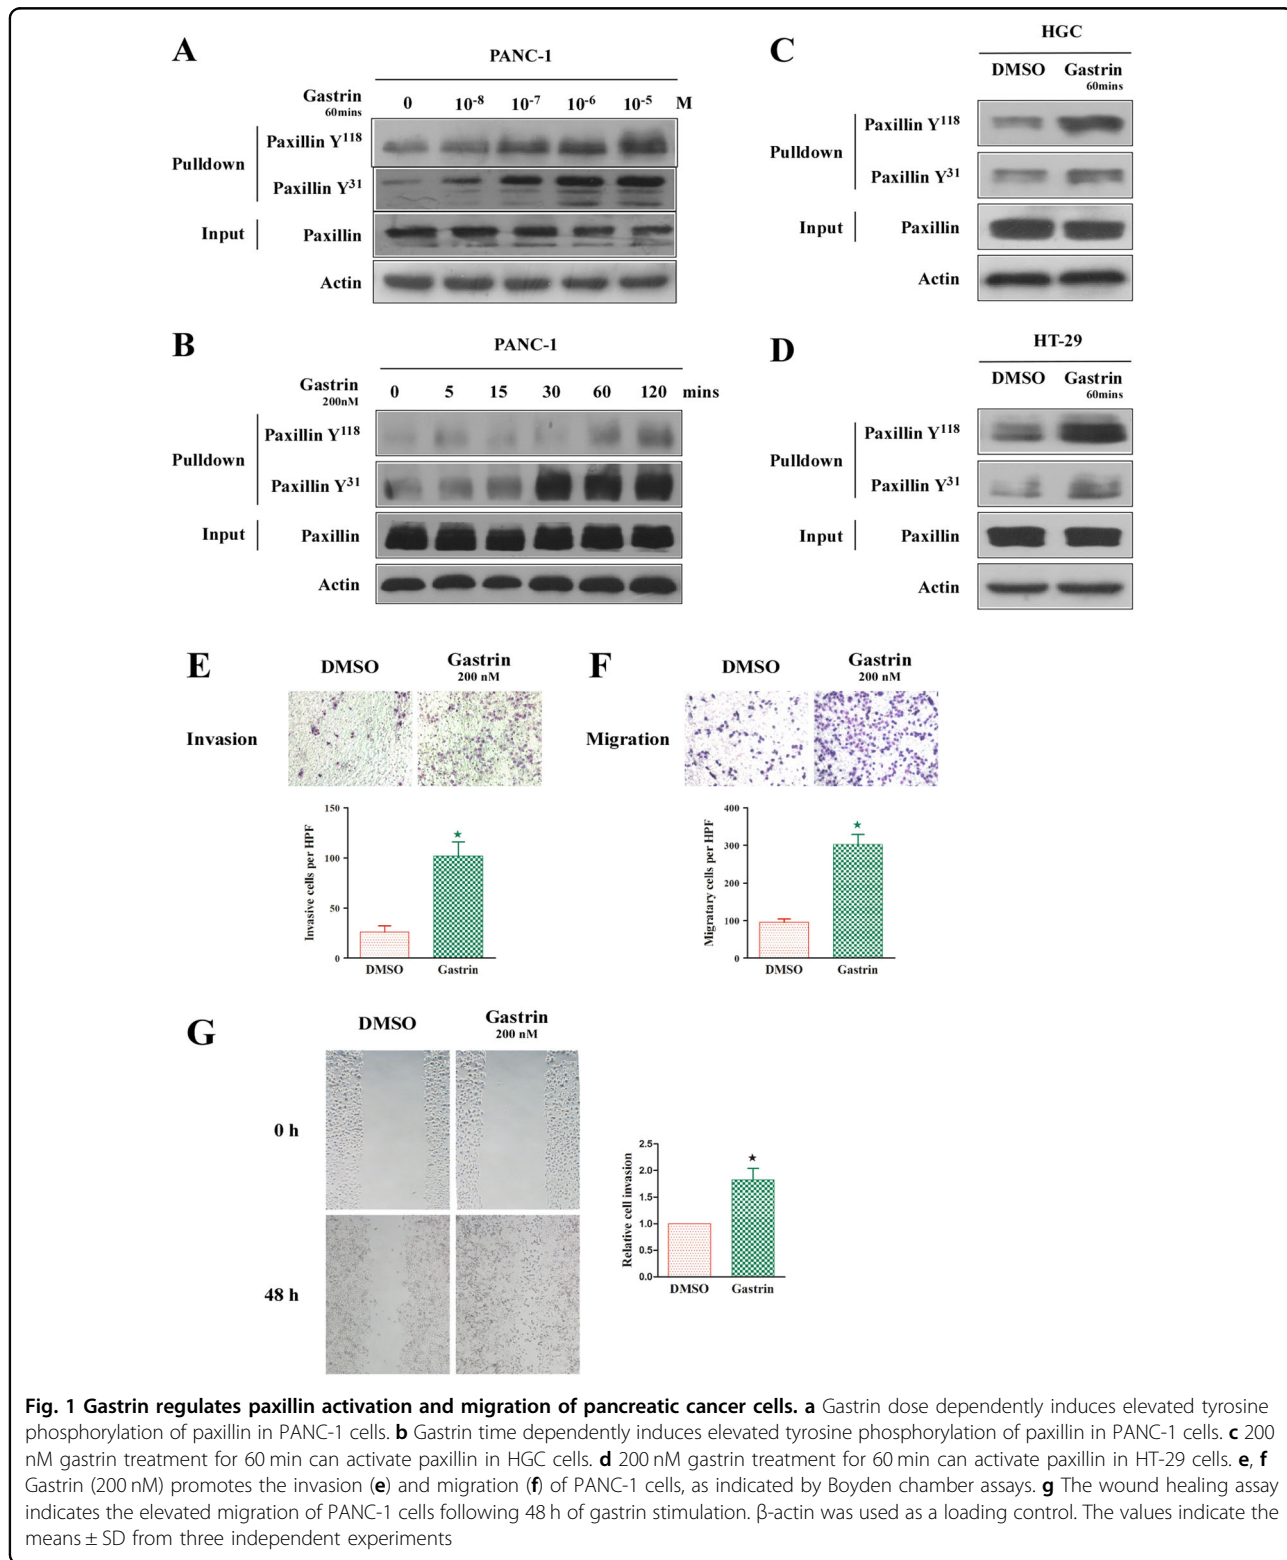 A
PANC-1
Gastrin
60mins
0 10⁻⁸ 10⁻⁷ 10⁻⁶ 10⁻⁵ M
Pulldown
Paxillin Y¹¹⁸
Paxillin Y³¹
Input
Paxillin
Actin
B
PANC-1
Gastrin
200nM
0 5 15 30 60 120 mins
Pulldown
Paxillin Y¹¹⁸
Paxillin Y³¹
Input
Paxillin
Actin
C
HGC
DMSO Gastrin
60mins
Pulldown
Paxillin Y¹¹⁸
Paxillin Y³¹
Input
Paxillin
Actin
D
HT-29
DMSO Gastrin
60mins
Pulldown
Paxillin Y¹¹⁸
Paxillin Y³¹
Input
Paxillin
Actin
E
DMSO Gastrin
200 nM
Invasion
Invasive cells per HPF
150
100
50
0
DMSO Gastrin
F
DMSO Gastrin
200 nM
Migration
Migratary cells per HPF
400
300
200
100
0
DMSO Gastrin
G
DMSO Gastrin
200 nM
0 h
48 h
Relative cell invasion
2.5
2.0
1.5
1.0
0.5
0.0
DMSO Gastrin
Fig. 1 Gastrin regulates paxillin activation and migration of pancreatic cancer cells. a Gastrin dose dependently induces elevated tyrosine
phosphorylation of paxillin in PANC-1 cells. b Gastrin time dependently induces elevated tyrosine phosphorylation of paxillin in PANC-1 cells. c 200
nM gastrin treatment for 60 min can activate paxillin in HGC cells. d 200 nM gastrin treatment for 60 min can activate paxillin in HT-29 cells. e, f
Gastrin (200 nM) promotes the invasion (e) and migration (f) of PANC-1 cells, as indicated by Boyden chamber assays. g The wound healing assay
indicates the elevated migration of PANC-1 cells following 48 h of gastrin stimulation. β-actin was used as a loading control. The values indicate the
means ± SD from three independent experiments